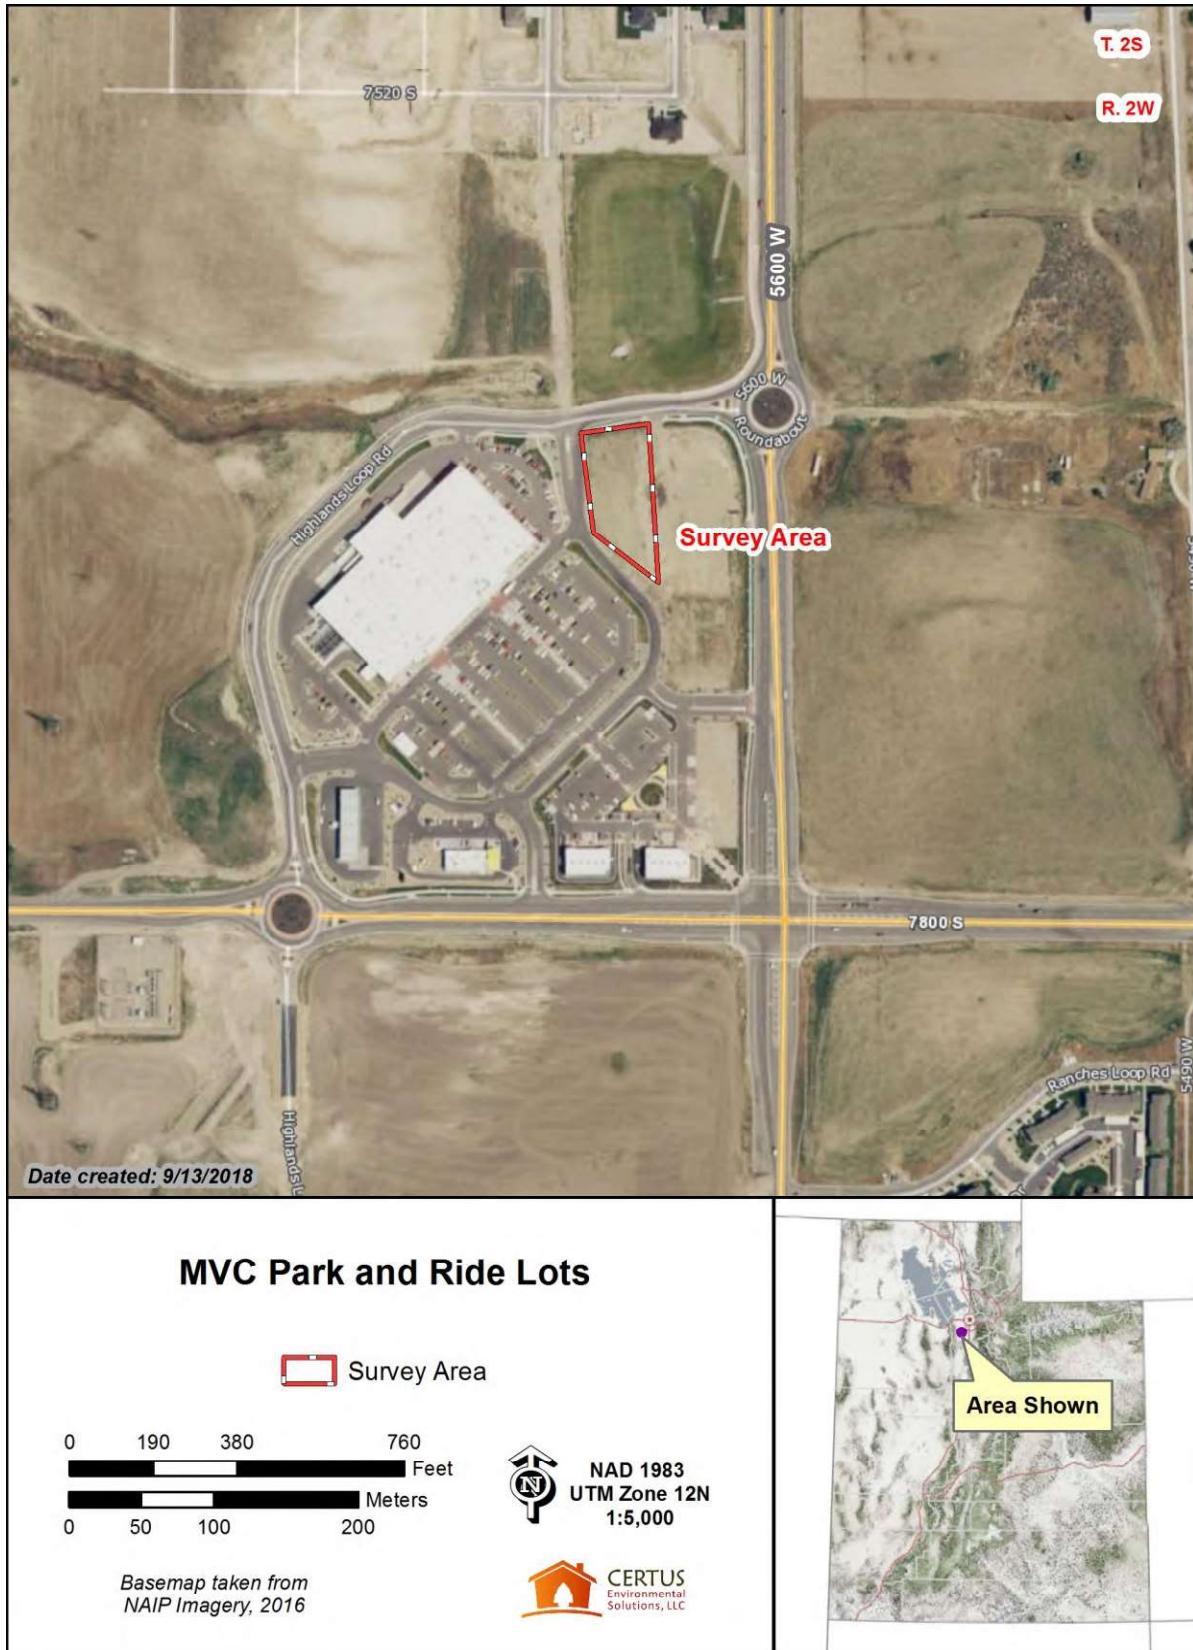 T. 2S
R. 2W
7520 S
5600 W
5600 W
Roundabout
Highlands Loop Rd
Survey Area
7800 S
Ranches Loop Rd
5490 W
Highlands L
Dr
Date created: 9/13/2018
MVC Park and Ride Lots
Survey Area
0 190 380 760
Feet
Meters
0 50 100 200
N
NAD 1983
UTM Zone 12N
1:5,000
Basemap taken from
NAIP Imagery, 2016
CERTUS
Environmental
Solutions, LLC
Area Shown